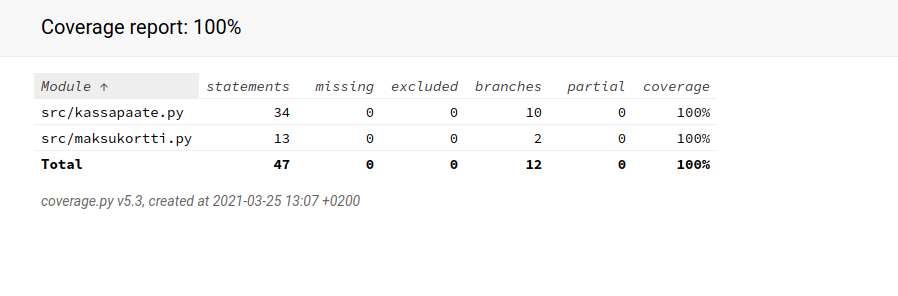 Coverage report: 100%
Module ↑ statements missing excluded branches partial coverage
src/kassapaate.py 34 0 0 10 0 100%
src/maksukortti.py 13 0 0 2 0 100%
Total 47 0 0 12 0 100%
coverage.py v5.3, created at 2021-03-25 13:07 +0200